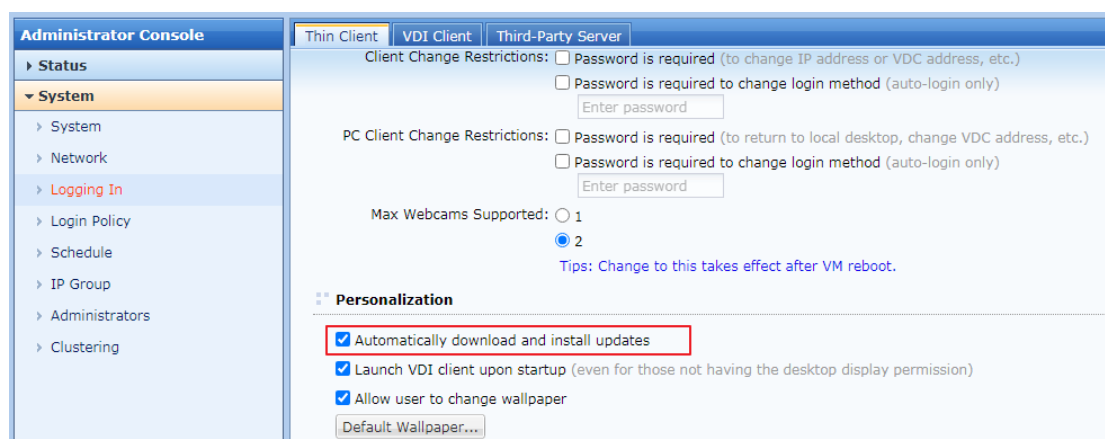 Administrator Console
Status
System
System
Network
Logging In
Login Policy
Schedule
IP Group
Administrators
Clustering
Thin Client VDI Client Third-Party Server
Client Change Restrictions: Password is required (to change IP address or VDC address, etc.)
Password is required to change login method (auto-login only)
Enter password
PC Client Change Restrictions: Password is required (to return to local desktop, change VDC address, etc.)
Password is required to change login method (auto-login only)
Enter password
Max Webcams Supported: 1
2
Tips: Change to this takes effect after VM reboot.
Personalization
Automatically download and install updates
Launch VDI client upon startup (even for those not having the desktop display permission)
Allow user to change wallpaper
Default Wallpaper...